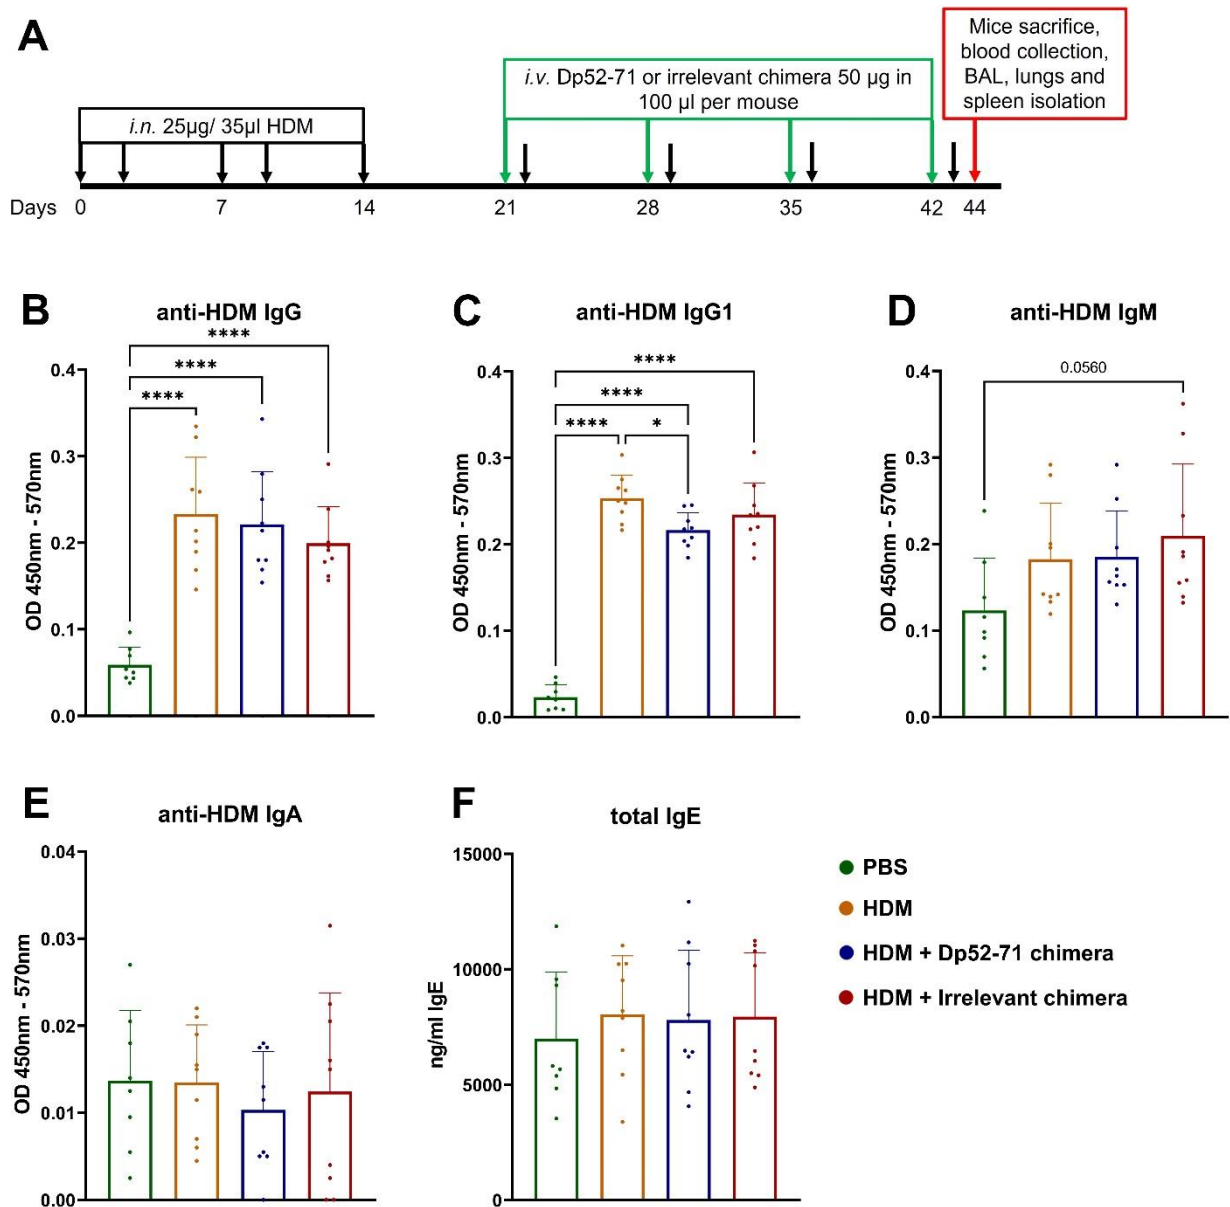 A
Mice sacrifice,
blood collection,
BAL, lungs and
spleen isolation
i.v. Dp52-71 or irrelevant chimera 50 µg in
100 µl per mouse
i.n. 25µg/ 35µl HDM
Days 0 7 14 21 28 35 42 44
B
anti-HDM IgG
****
****
****
OD 450nm - 570nm
0.4
0.3
0.2
0.1
0.0
C
anti-HDM IgG1
****
****
**** *
OD 450nm - 570nm
0.4
0.3
0.2
0.1
0.0
D
anti-HDM IgM
0.0560
OD 450nm - 570nm
0.4
0.3
0.2
0.1
0.0
E
anti-HDM IgA
OD 450nm - 570nm
0.04
0.03
0.02
0.01
0.00
F
total IgE
ng/ml IgE
15000
10000
5000
0
PBS
HDM
HDM + Dp52-71 chimera
HDM + Irrelevant chimera